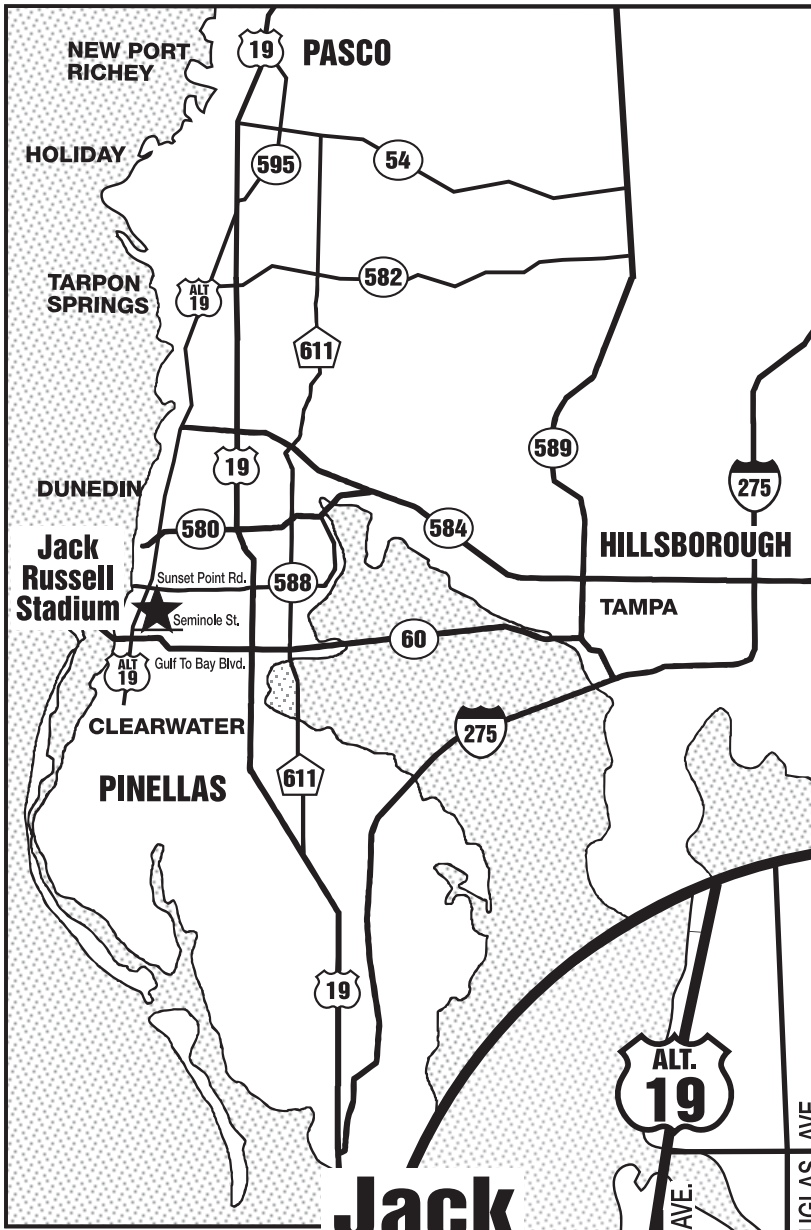 NEW PORT
RICHEY
19
PASCO
HOLIDAY
595
54
TARPON
SPRINGS
ALT
19
582
611
589
19
275
DUNEDIN
580
584
HILLSBOROUGH
Jack
Russell
Stadium
Sunset Point Rd.
588
TAMPA
Seminole St.
60
ALT
19
Gulf To Bay Blvd.
CLEARWATER
275
PINELLAS
611
19
ALT.
19
AVE.
AVE
Jack